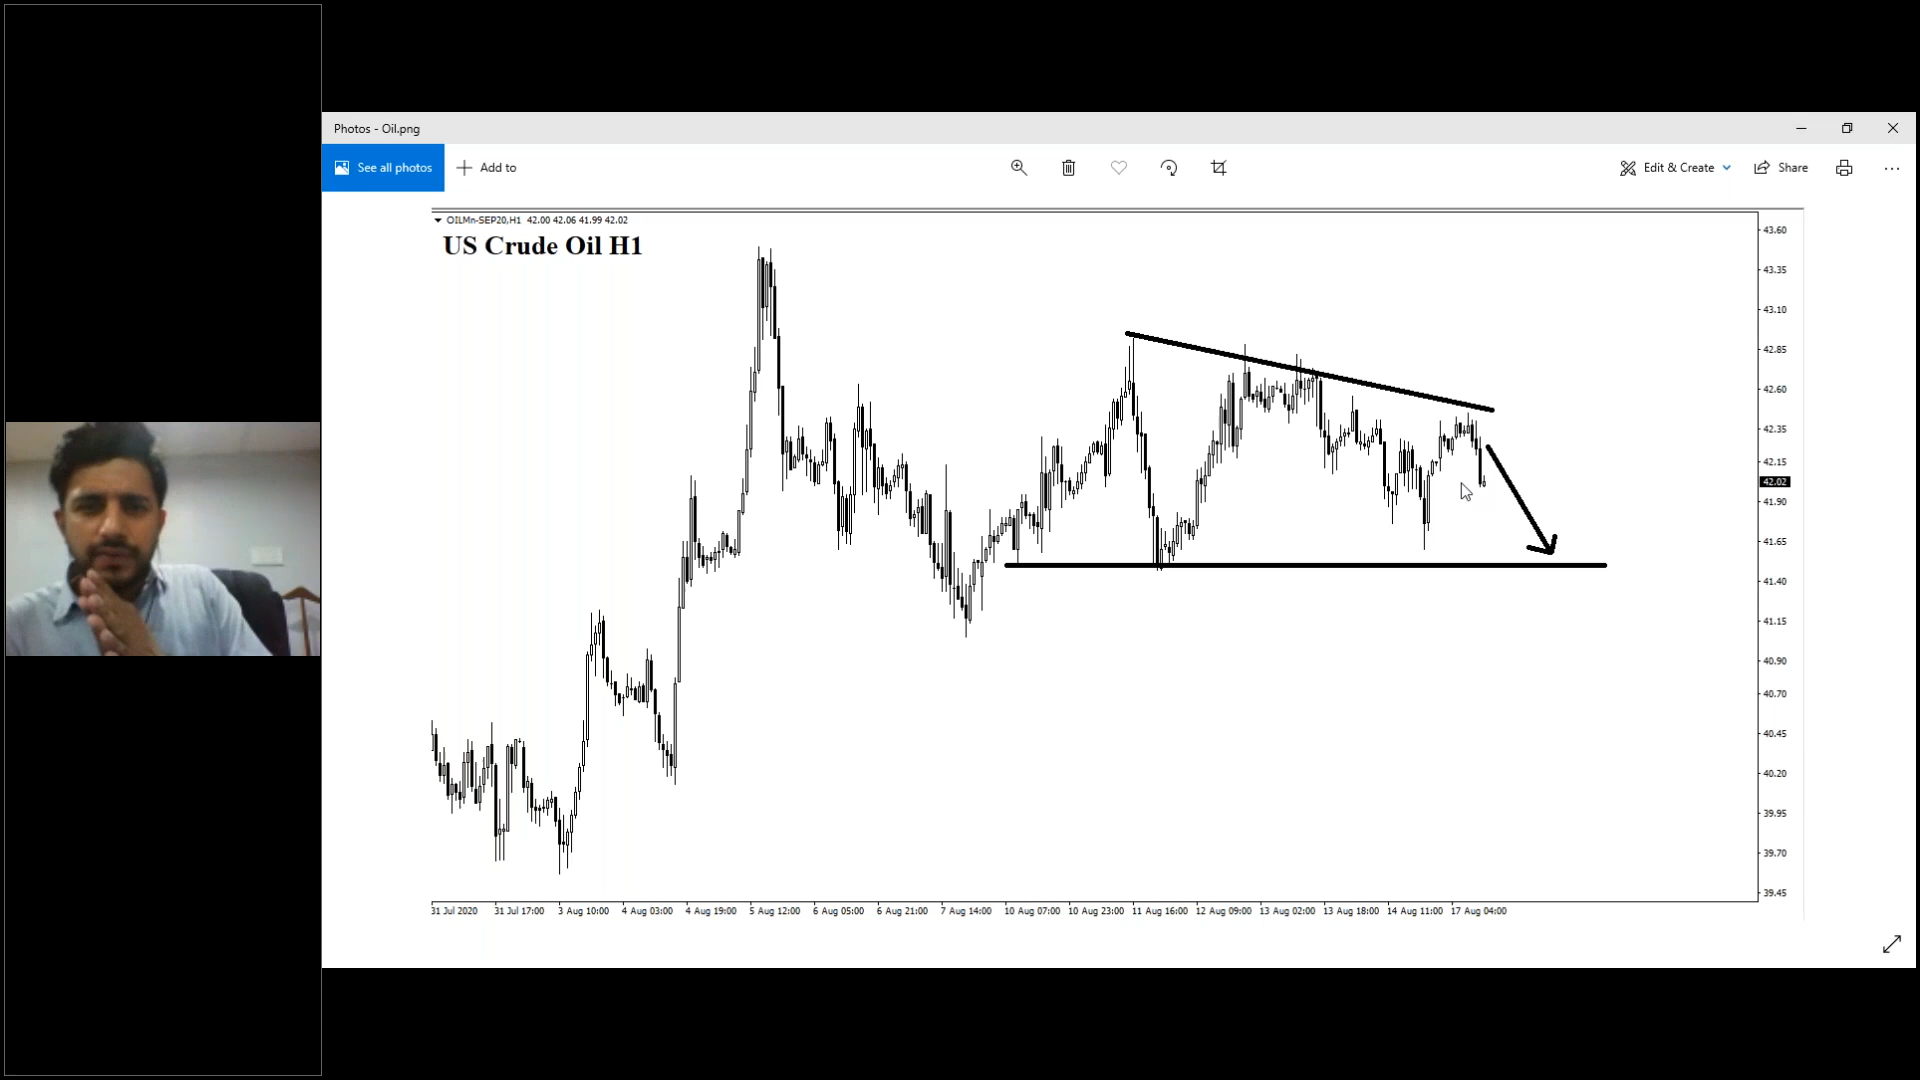 Photos - Oil.png
See all photos
Add to
Edit & Create
Share
OILMn-SEP20,H1 42.00 42.06 41.99 42.02
US Crude Oil H1
43.60
43.35
43.10
42.85
42.60
42.35
42.15
42.02
41.90
41.65
41.40
41.15
40.90
40.70
40.45
40.20
39.95
39.70
39.45
31 Jul 2020 31 Jul 17:00 3 Aug 10:00 4 Aug 03:00 4 Aug 19:00 5 Aug 12:00 6 Aug 05:00 6 Aug 21:00 7 Aug 14:00 10 Aug 07:00 10 Aug 23:00 11 Aug 16:00 12 Aug 09:00 13 Aug 02:00 13 Aug 18:00 14 Aug 11:00 17 Aug 04:00